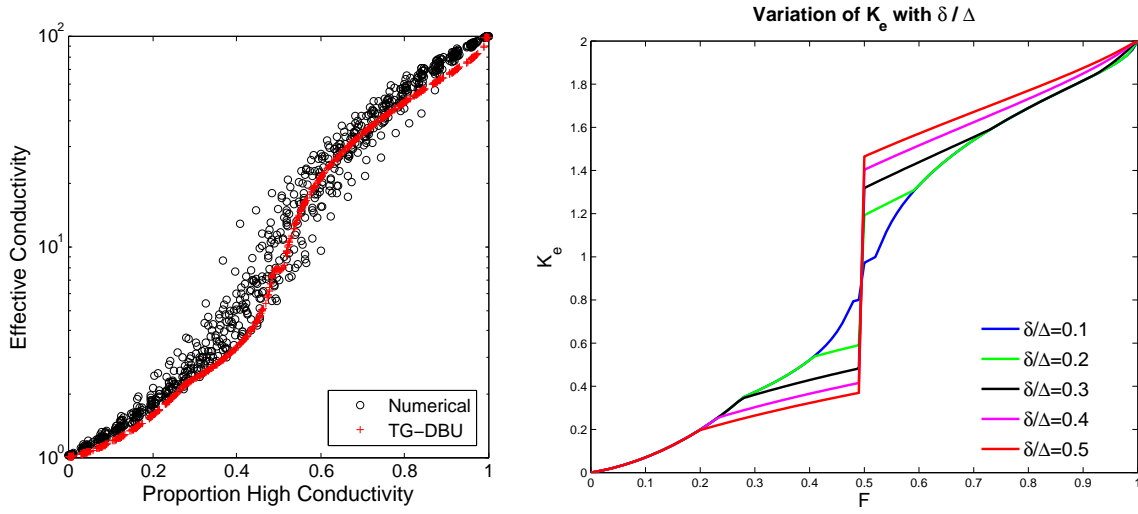 10^2
10^1
10^0
Effective Conductivity
0.2
0.4
0.6
0.8
1
Proportion High Conductivity
Numerical
TG-DBU
Variation of K_e with δ / Δ
2
1.8
1.6
1.4
1.2
1
0.8
0.6
0.4
0.2
0
K_e
0
0.1
0.2
0.3
0.4
0.5
0.6
0.7
0.8
0.9
1
F
δ/Δ=0.1
δ/Δ=0.2
δ/Δ=0.3
δ/Δ=0.4
δ/Δ=0.5